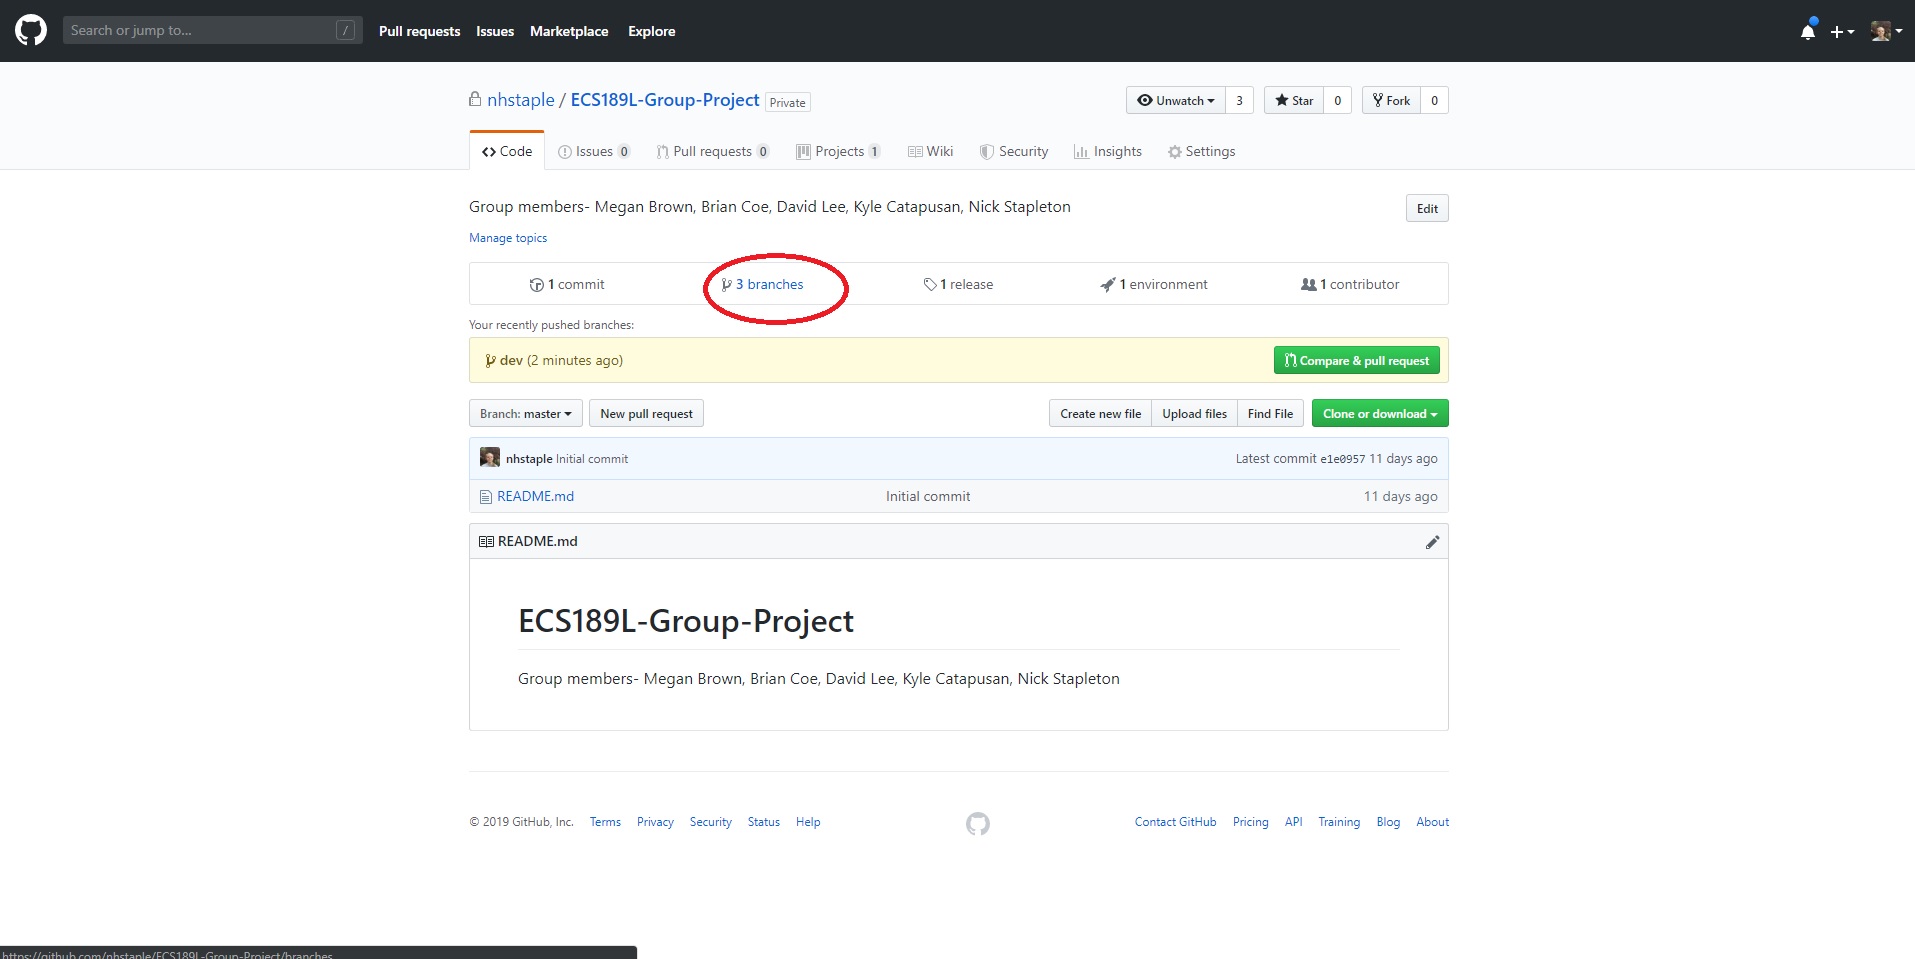 Search or jump to... / Pull requests Issues Marketplace Explore
nhstaple / ECS189L-Group-Project Private Unwatch 3 Star 0 Fork 0
Code Issues 0 Pull requests 0 Projects 1 Wiki Security Insights Settings
Group members- Megan Brown, Brian Coe, David Lee, Kyle Catapusan, Nick Stapleton Edit
Manage topics
1 commit 3 branches 1 release 1 environment 1 contributor
Your recently pushed branches:
dev (2 minutes ago) Compare & pull request
Branch: master New pull request Create new file Upload files Find File Clone or download
nhstaple Initial commit Latest commit e1e0957 11 days ago
README.md Initial commit 11 days ago
README.md
ECS189L-Group-Project
Group members- Megan Brown, Brian Coe, David Lee, Kyle Catapusan, Nick Stapleton
© 2019 GitHub, Inc. Terms Privacy Security Status Help Contact GitHub Pricing API Training Blog About
https://github.com/nhstaple/ECS189L-Group-Project/branches